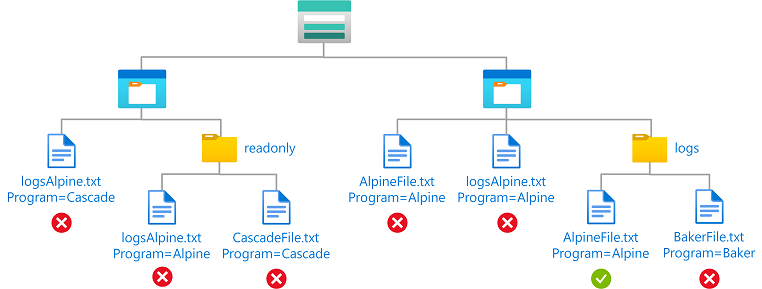 readonly
logs
logsAlpine.txt
Program=Cascade
AlpineFile.txt
Program=Alpine
logsAlpine.txt
Program=Alpine
logsAlpine.txt
Program=Alpine
CascadeFile.txt
Program=Cascade
AlpineFile.txt
Program=Alpine
BakerFile.txt
Program=Baker